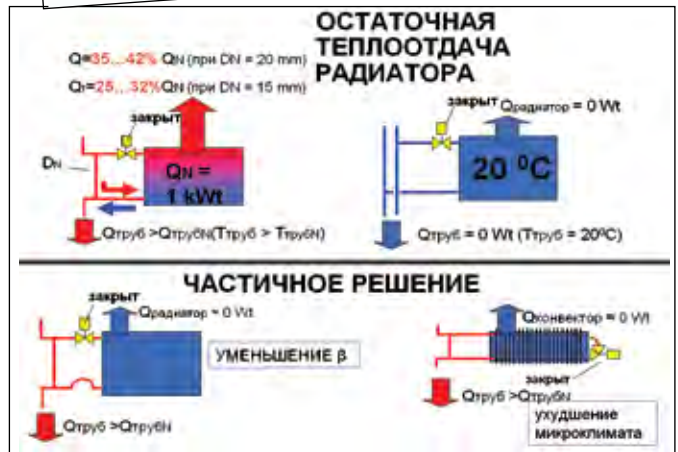 ОСТАТОЧНАЯ
ТЕПЛООТДАЧА
РАДИАТОРА
Q=35...42% QN (при DN = 20 mm)
Qr=25...32% QN (при DN = 15 mm)
закрыт
DN
QN =
1 kWt
Qтруб >QтрубN(Tтруб > TтрубN)
закрыт
Qрадиатор = 0 Wt
20 ⁰C
Qтруб = 0 Wt (Tтруб = 20⁰C)
ЧАСТИЧНОЕ РЕШЕНИЕ
закрыт
Qрадиатор = 0 Wt
УМЕНЬШЕНИЕ β
Qтруб >QтрубN
Qконвектор = 0 Wt
закрыт
Qтруб >QтрубN
ухудшение
микроклимата